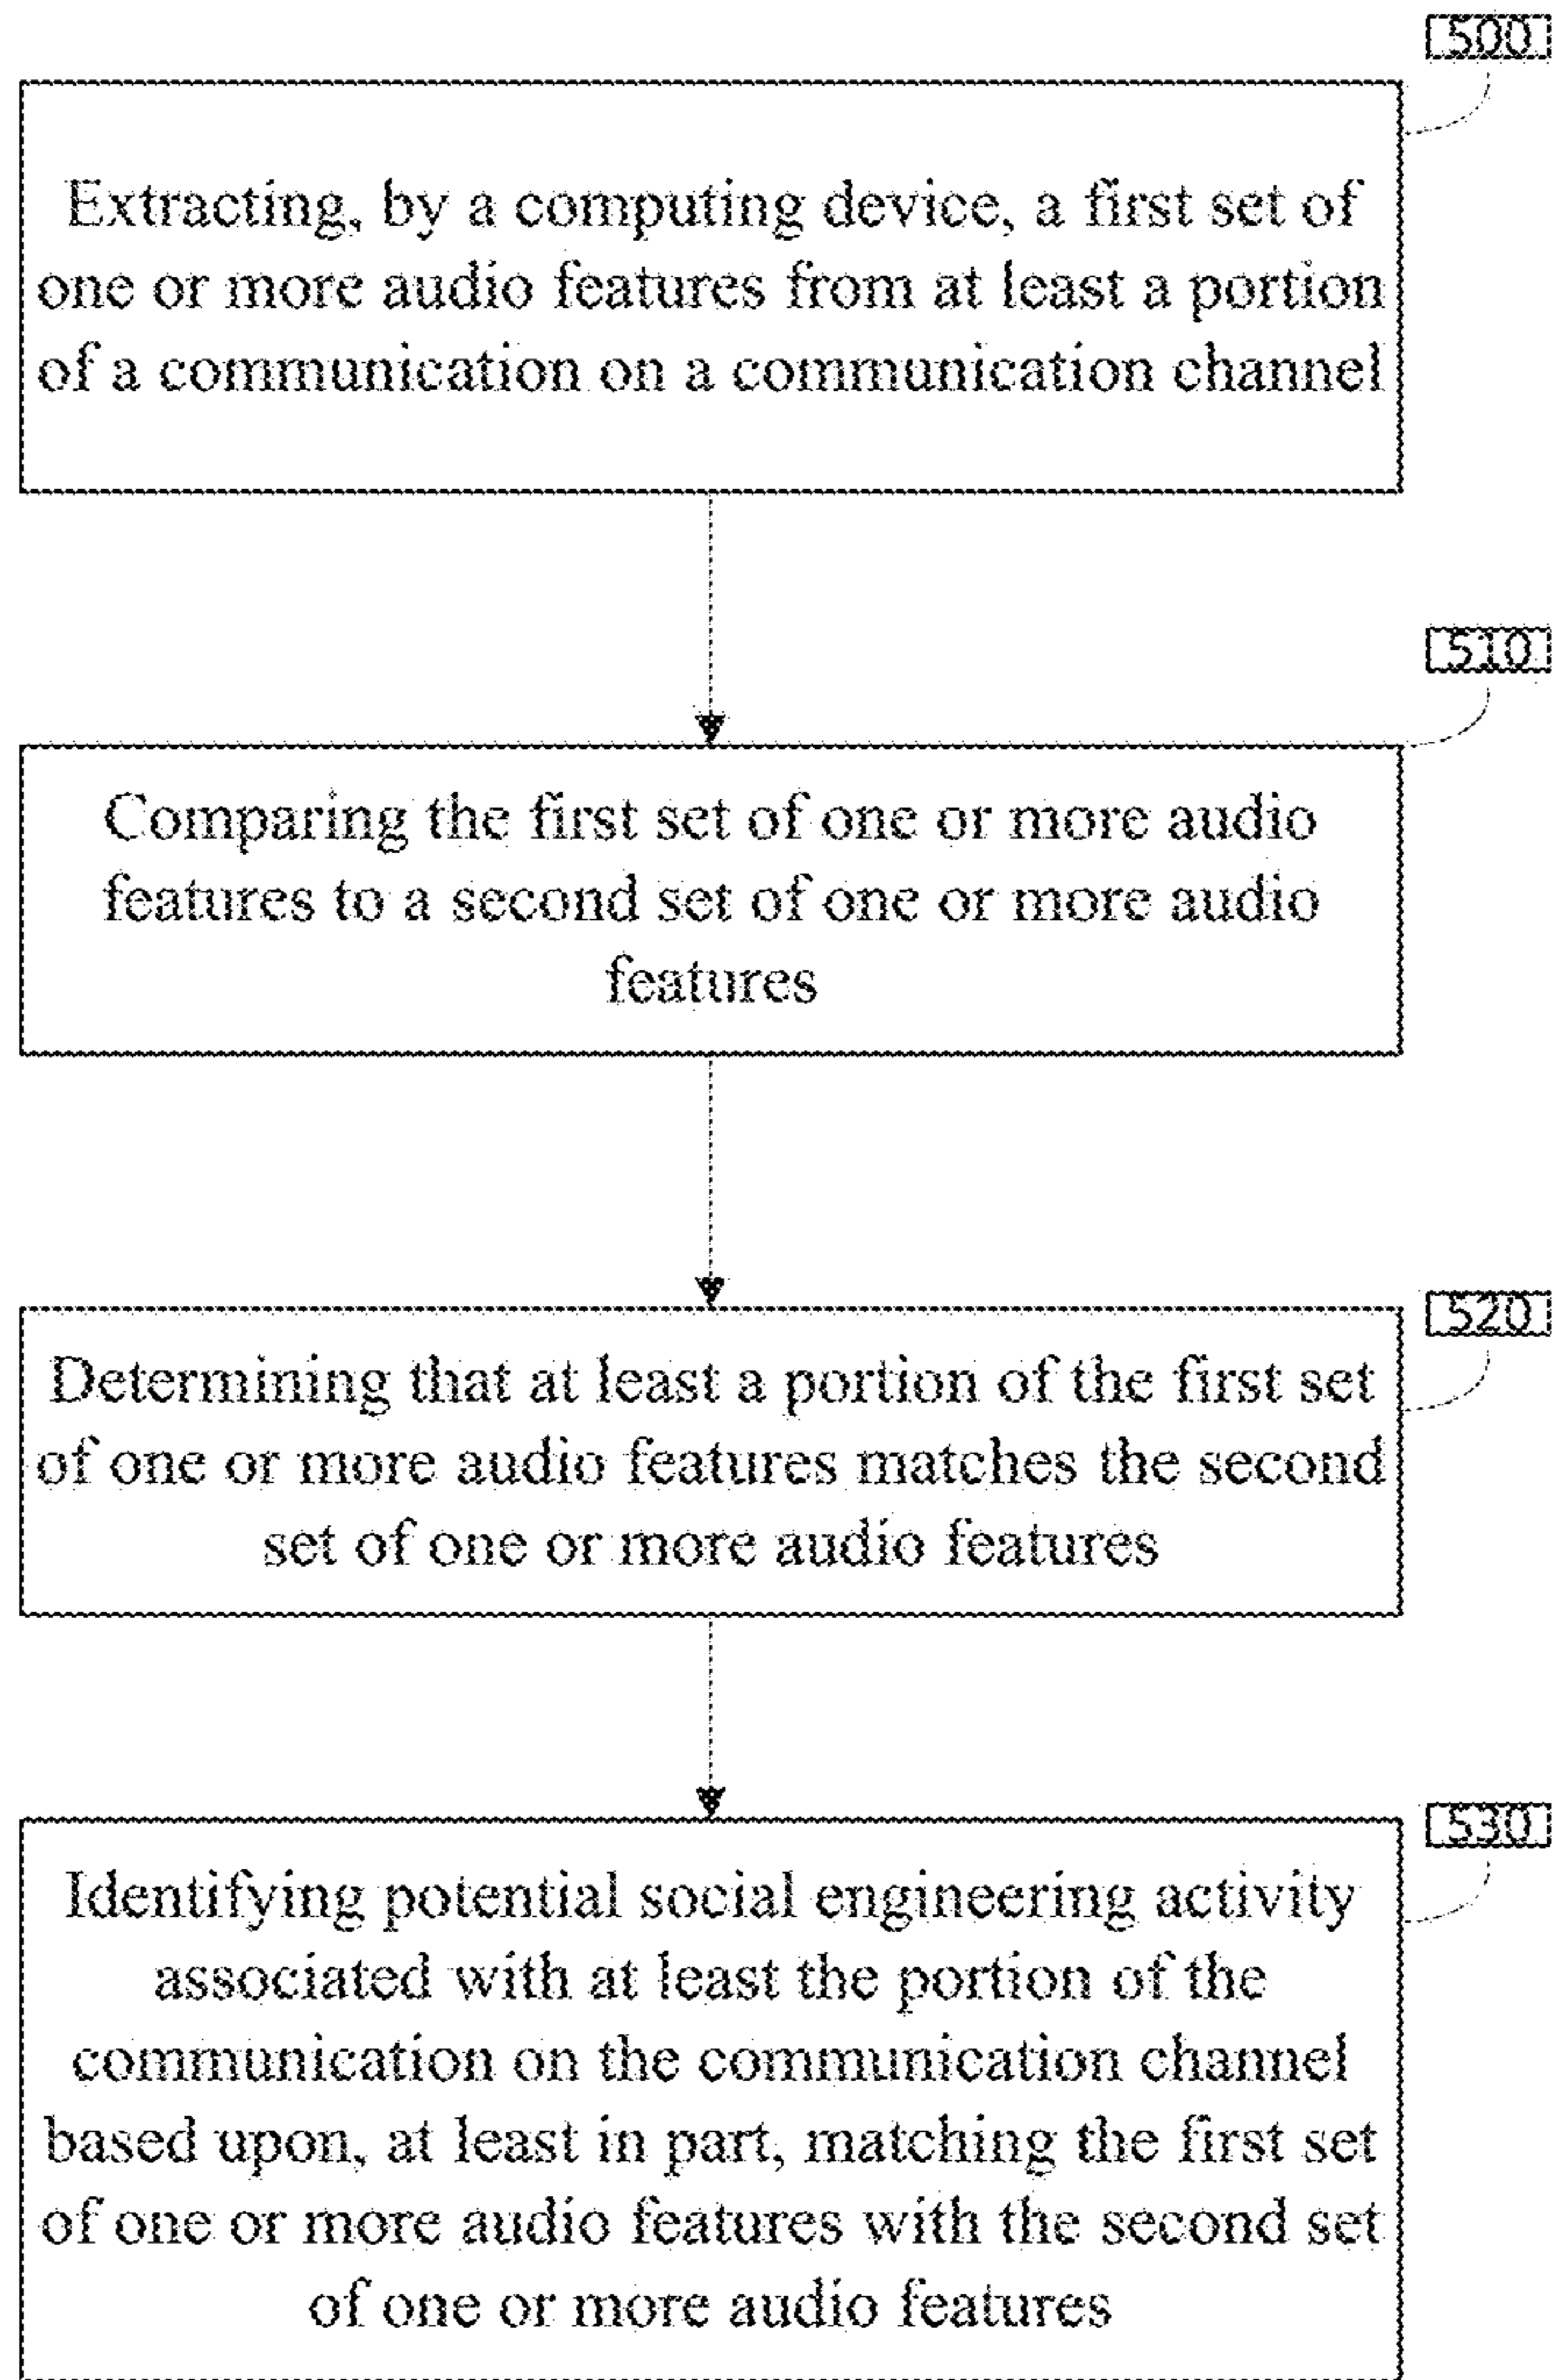 500
Extracting, by a computing device, a first set of
one or more audio features from at least a portion
of a communication on a communication channel
510
Comparing the first set of one or more audio
features to a second set of one or more audio
features
520
Determining that at least a portion of the first set
of one or more audio features matches the second
set of one or more audio features
530
Identifying potential social engineering activity
associated with at least the portion of the
communication on the communication channel
based upon, at least in part, matching the first set
of one or more audio features with the second set
of one or more audio features